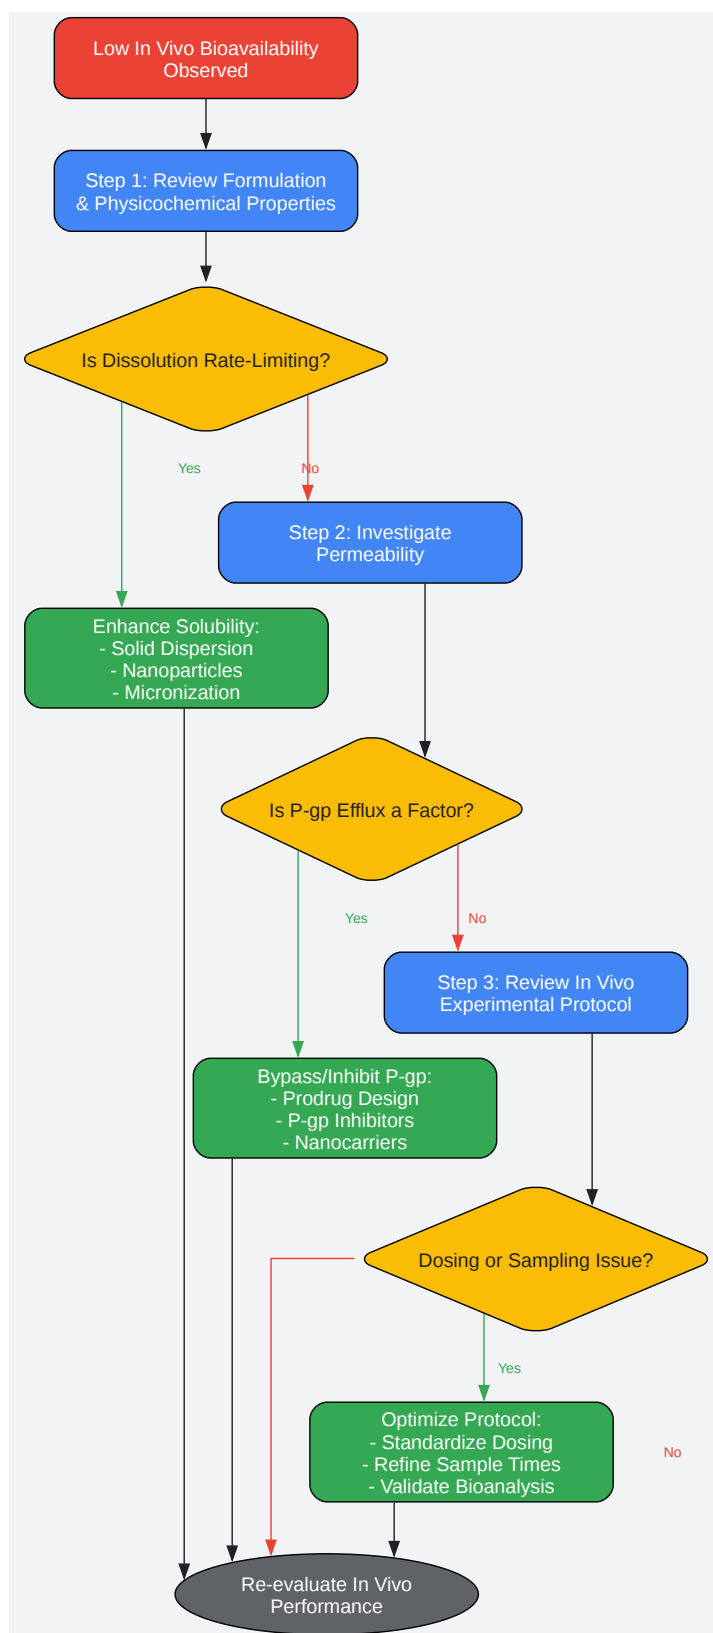 Low In Vivo Bioavailability
Observed
Step 1: Review Formulation
& Physicochemical Properties
Is Dissolution Rate-Limiting?
Yes
No
Step 2: Investigate
Permeability
Enhance Solubility:
- Solid Dispersion
- Nanoparticles
- Micronization
Is P-gp Efflux a Factor?
Yes
No
Step 3: Review In Vivo
Experimental Protocol
Bypass/Inhibit P-gp:
- Prodrug Design
- P-gp Inhibitors
- Nanocarriers
Dosing or Sampling Issue?
Yes
Optimize Protocol:
- Standardize Dosing
- Refine Sample Times
- Validate Bioanalysis
No
Re-evaluate In Vivo
Performance